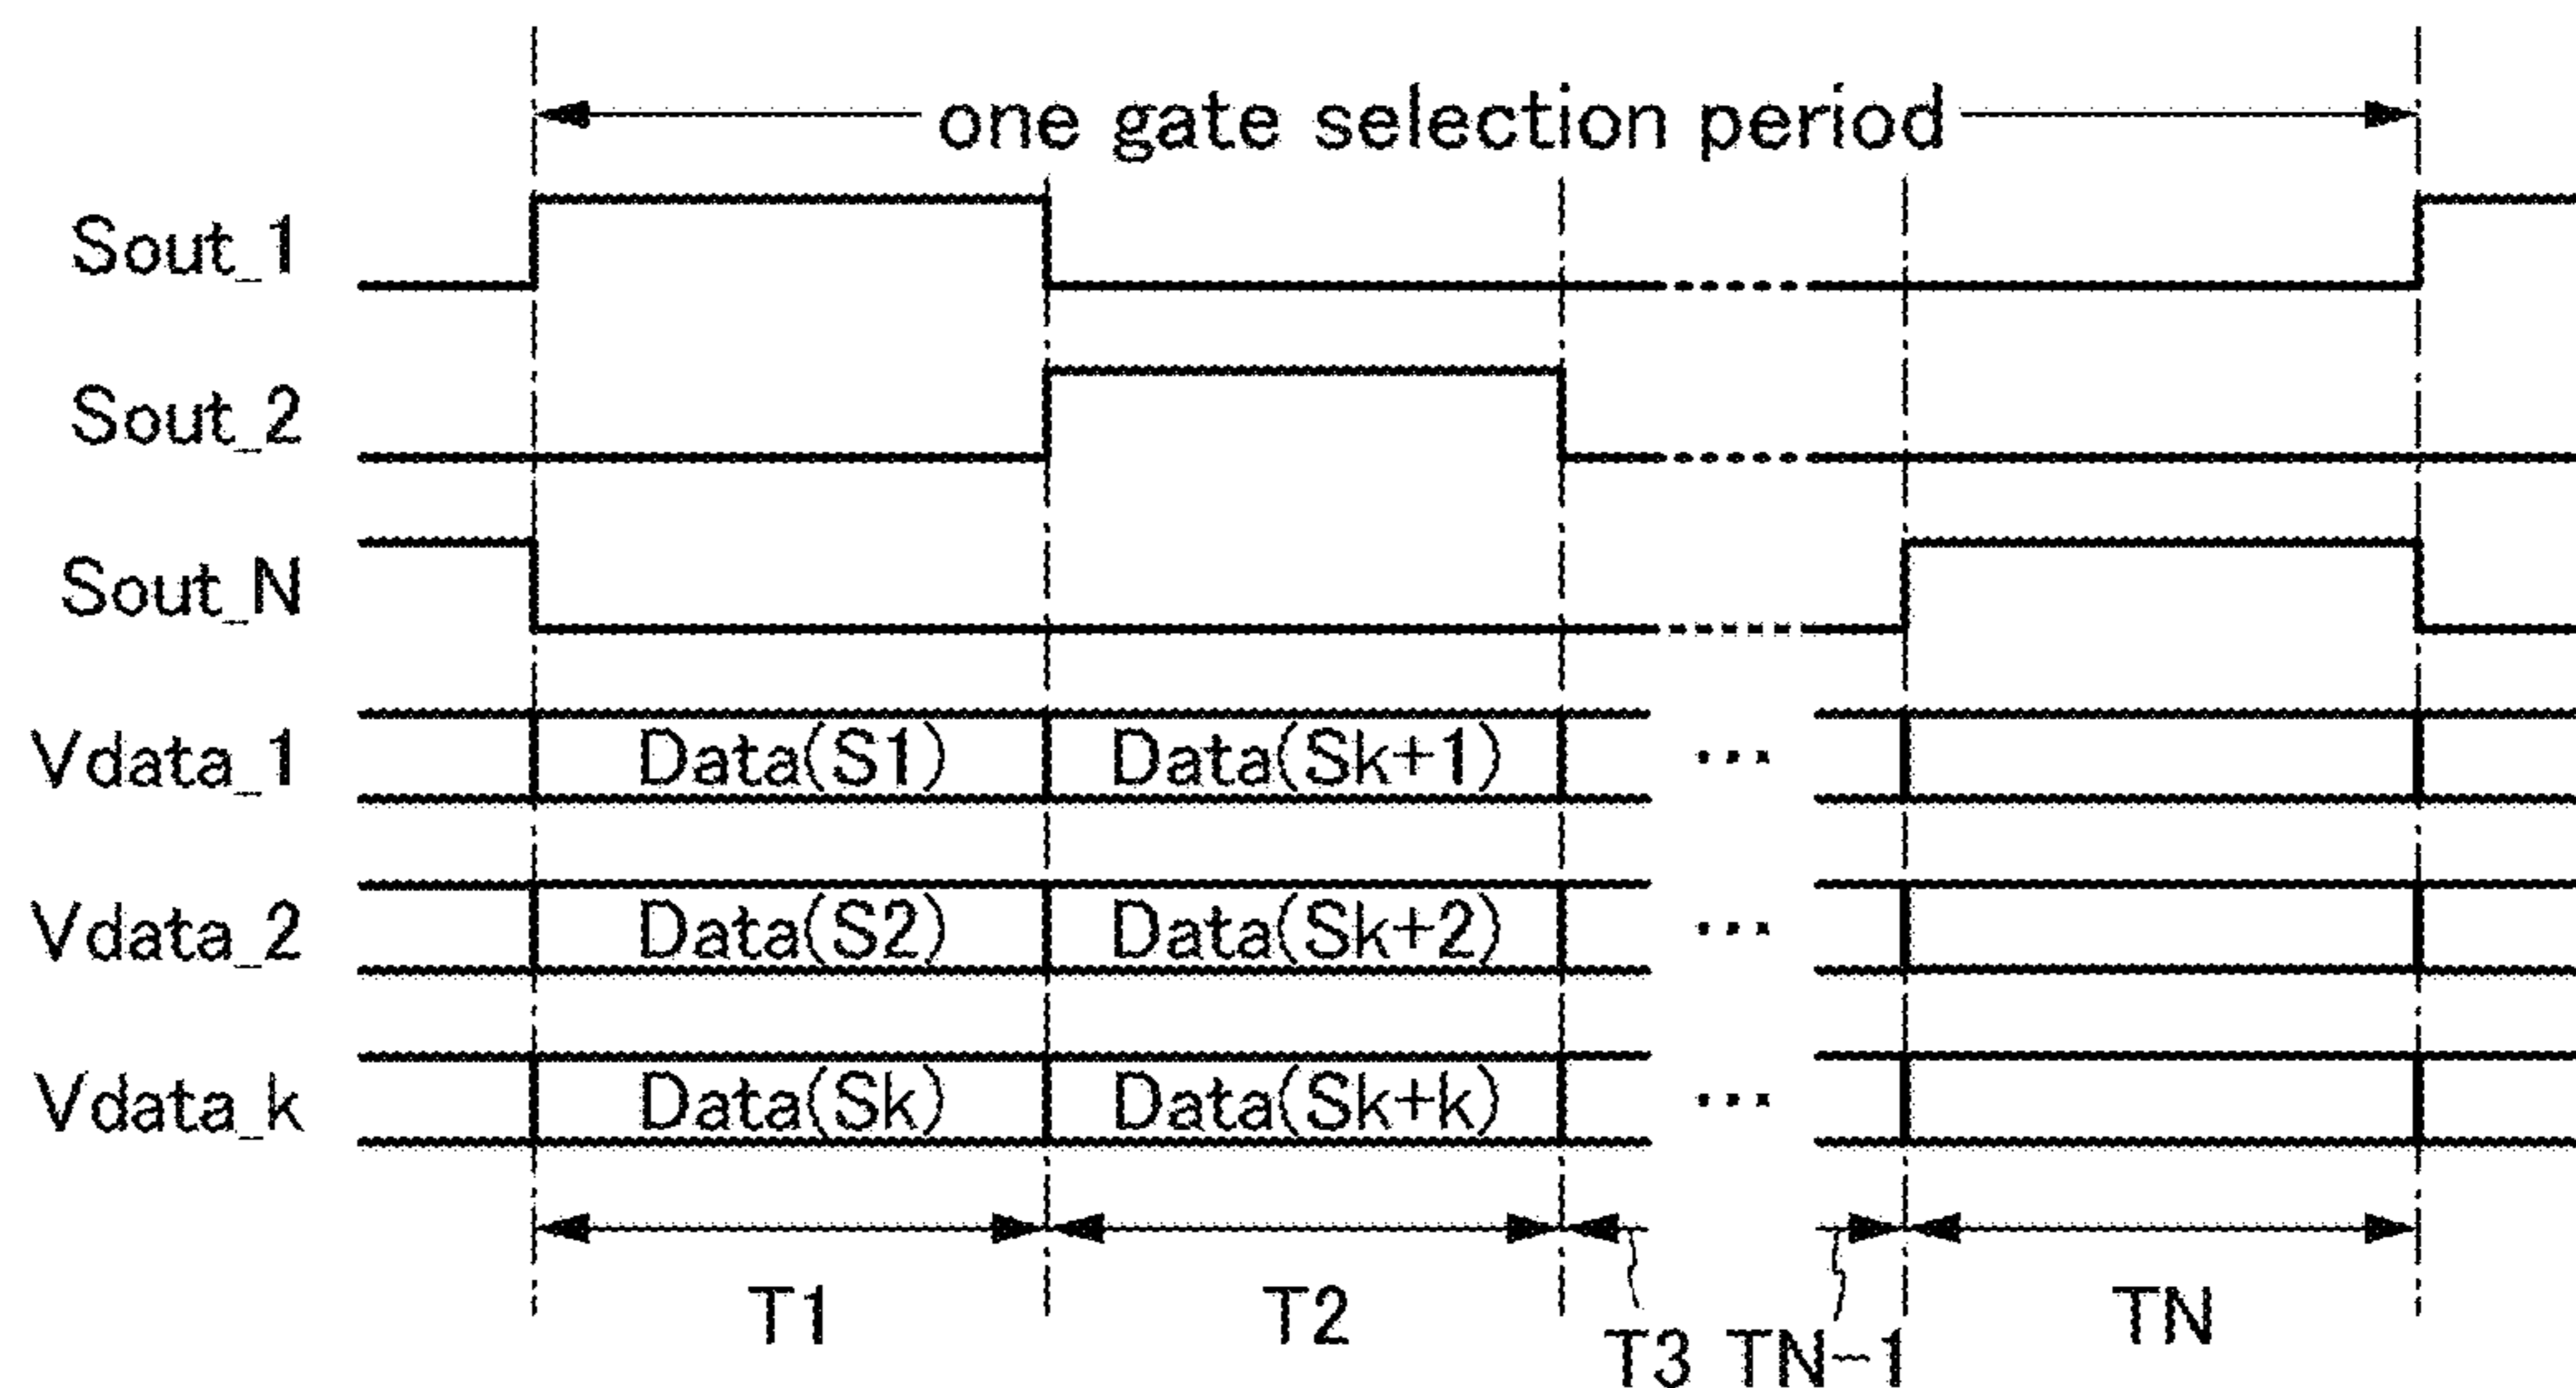 one gate selection period
Sout_1
Sout_2
Sout_N
Vdata_1 Data(S1) Data(Sk+1) ...
Vdata_2 Data(S2) Data(Sk+2) ...
Vdata_k Data(Sk) Data(Sk+k) ...
T1 T2 T3 TN-1 TN